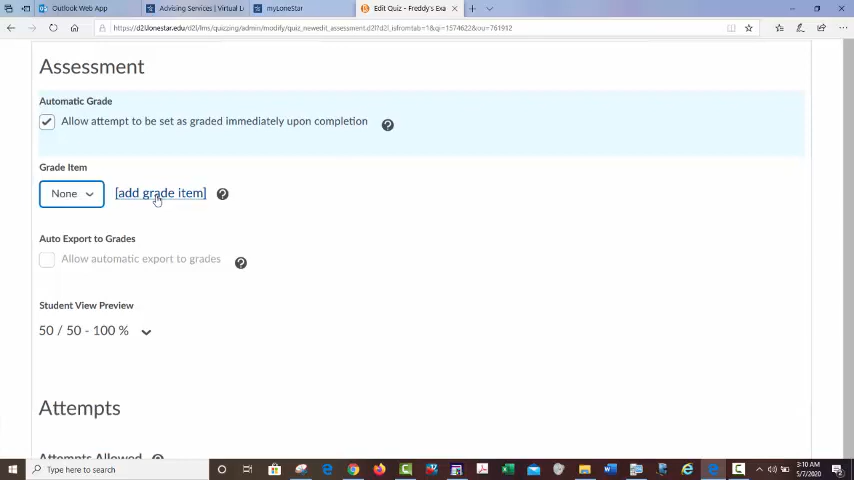 Outlook Web App
Advising Services | Virtual L
myLoneStar
Edit Quiz - Freddy's Exa
https://d2l.lonestar.edu/d2l/lms/quizzing/admin/modify/quiz_newedit_assessment.d2l?d2l_isfromtab=1&qi=1574622&ou=761912
Assessment
Automatic Grade
Allow attempt to be set as graded immediately upon completion
Grade Item
None
[add grade item]
Auto Export to Grades
Allow automatic export to grades
Student View Preview
50 / 50 - 100 %
Attempts
Attempts Allowed
Type here to search
3:10 AM
5/7/2020